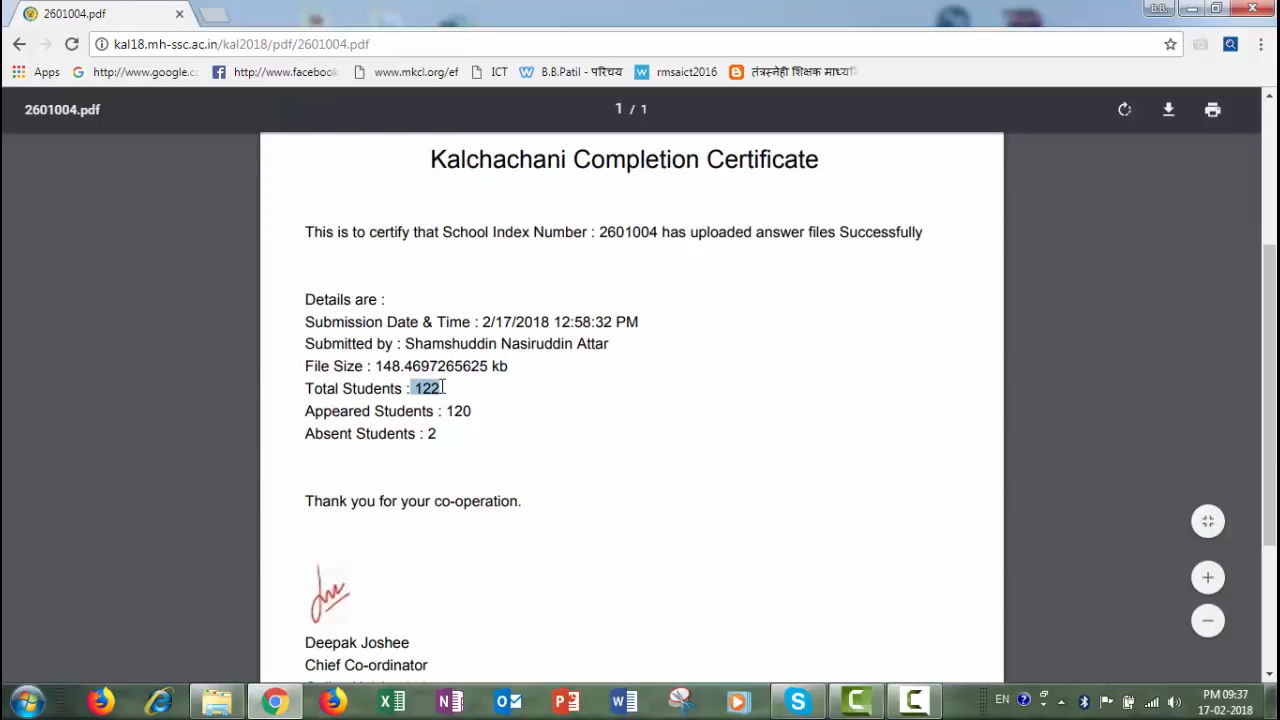 2601004.pdf
B.B.
kal18.mh-ssc.ac.in/kal2018/pdf/2601004.pdf
Apps
http://www.google.cc
http://www.facebook
www.mkcl.org/ef
ICT
B.B.Patil - परिचय
rmsaict2016
तंत्रस्नेही शिक्षक
2601004.pdf
1 / 1
Kalchachani Completion Certificate
This is to certify that School Index Number : 2601004 has uploaded answer files Successfully
Details are :
Submission Date & Time : 2/17/2018 12:58:32 PM
Submitted by : Shamshuddin Nasiruddin Attar
File Size : 148.4697265625 kb
Total Students : 122
Appeared Students : 120
Absent Students : 2
Thank you for your co-operation.
Deepak Joshee
Chief Co-ordinator
EN
PM 09:37
17-02-2018